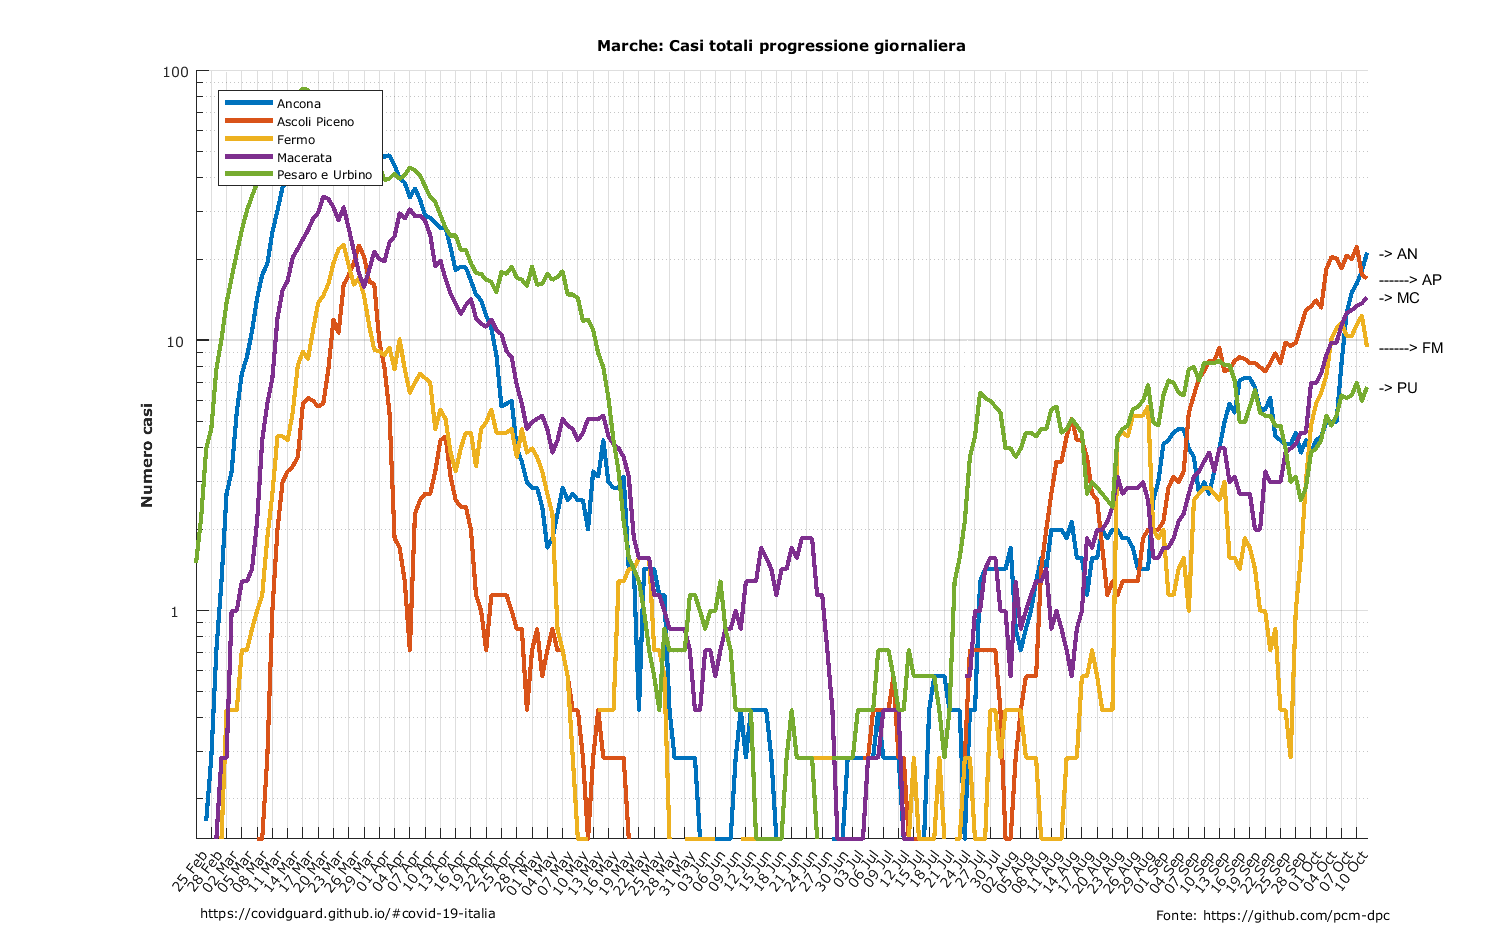 Marche: Casi totali progressione giornaliera
100
10
1
Numero casi
Ancona
Ascoli Piceno
Fermo
Macerata
Pesaro e Urbino
-> AN
------> AP
-> MC
------> FM
-> PU
25 Feb
28 Feb
02 Mar
05 Mar
08 Mar
11 Mar
14 Mar
17 Mar
20 Mar
23 Mar
26 Mar
29 Mar
01 Apr
04 Apr
07 Apr
10 Apr
13 Apr
16 Apr
19 Apr
22 Apr
25 Apr
28 Apr
01 May
04 May
07 May
10 May
13 May
16 May
19 May
22 May
25 May
28 May
31 May
03 Jun
06 Jun
09 Jun
12 Jun
15 Jun
18 Jun
21 Jun
24 Jun
27 Jun
30 Jun
03 Jul
06 Jul
09 Jul
12 Jul
15 Jul
18 Jul
21 Jul
24 Jul
27 Jul
30 Jul
02 Aug
05 Aug
08 Aug
11 Aug
14 Aug
17 Aug
20 Aug
23 Aug
26 Aug
29 Aug
01 Sep
04 Sep
07 Sep
10 Sep
13 Sep
16 Sep
19 Sep
22 Sep
25 Sep
28 Sep
01 Oct
04 Oct
07 Oct
10 Oct
https://covidguard.github.io/#covid-19-italia
Fonte: https://github.com/pcm-dpc